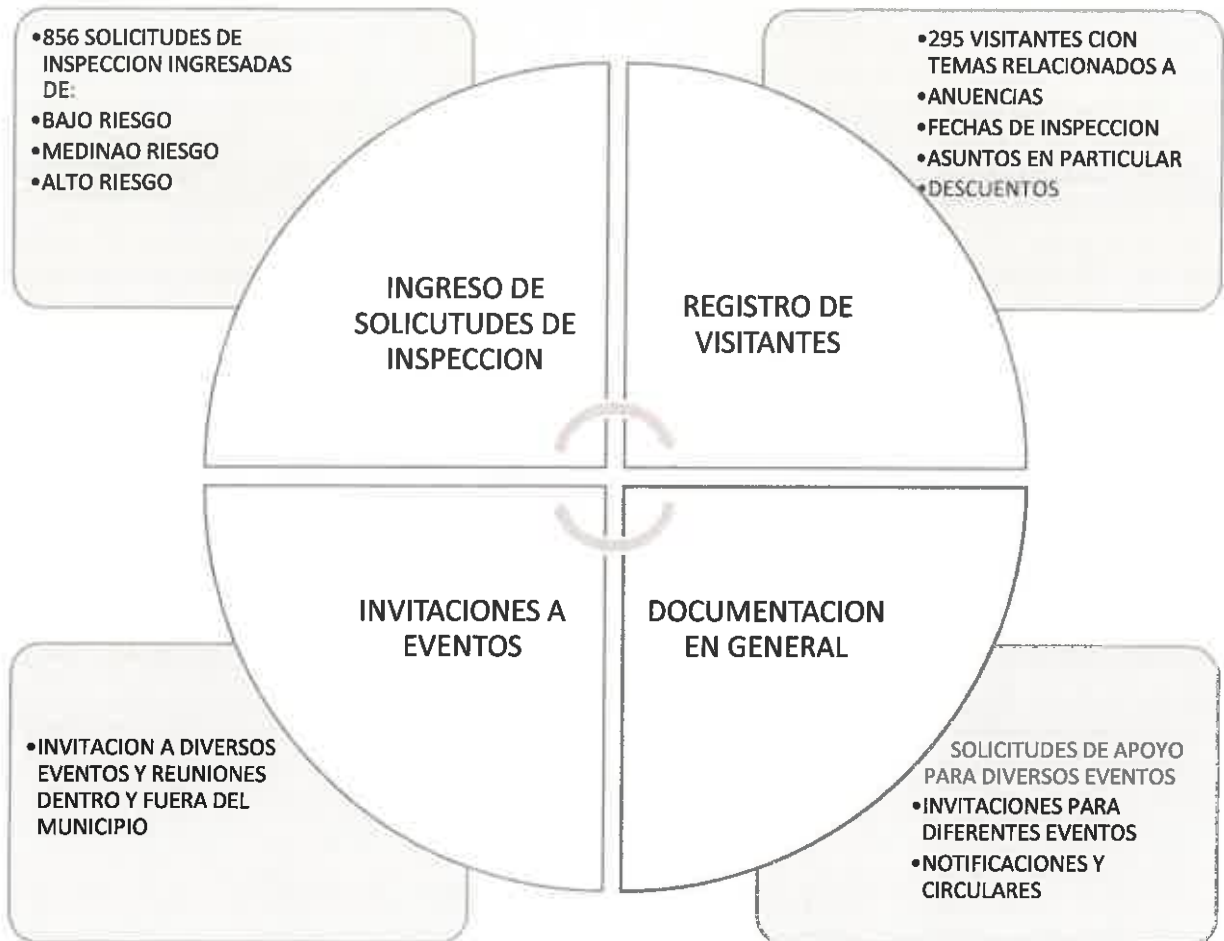 •856 SOLICITUDES DE
INSPECCION INGRESADAS
DE:
•BAJO RIESGO
•MEDINAO RIESGO
•ALTO RIESGO
•295 VISITANTES CION
TEMAS RELACIONADOS A
•ANUENCIAS
•FECHAS DE INSPECCION
•ASUNTOS EN PARTICULAR
•DESCUENTOS
INGRESO DE
SOLICUTUDES DE
INSPECCION
REGISTRO DE
VISITANTES
INVITACIONES A
EVENTOS
DOCUMENTACION
EN GENERAL
•INVITACION A DIVERSOS
EVENTOS Y REUNIONES
DENTRO Y FUERA DEL
MUNICIPIO
SOLICITUDES DE APOYO
PARA DIVERSOS EVENTOS
•INVITACIONES PARA
DIFERENTES EVENTOS
•NOTIFICACIONES Y
CIRCULARES